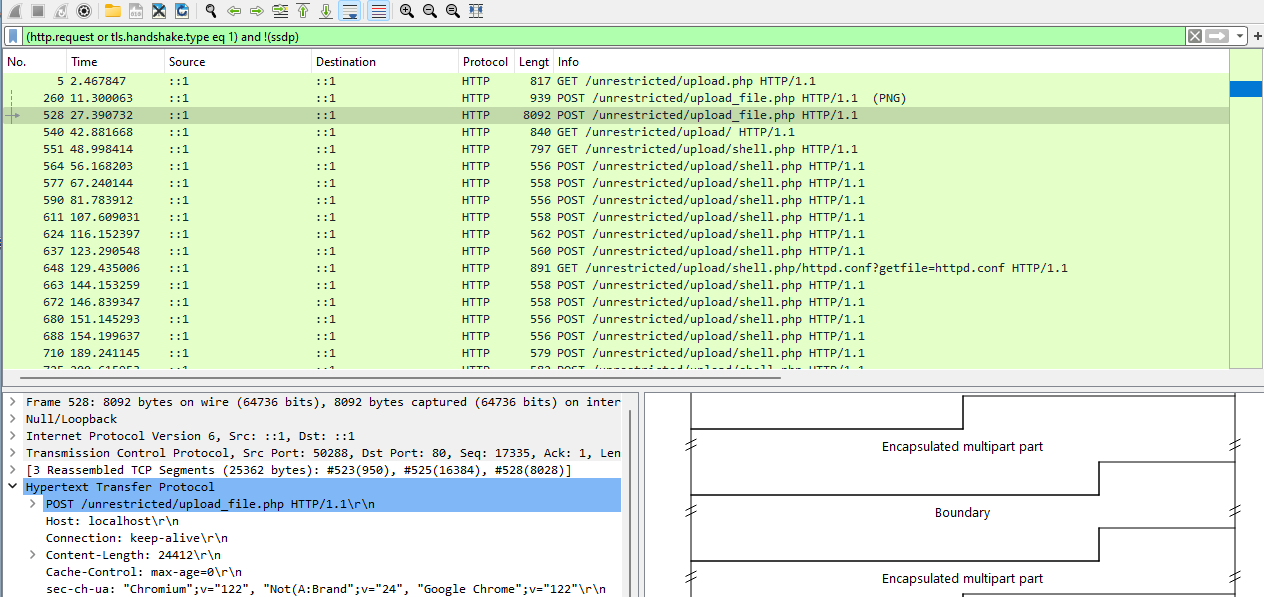 (http.request or tls.handshake.type eq 1) and !(ssdp)
No. Time Source Destination Protocol Lengt Info
5 2.467847 ::1 ::1 HTTP 817 GET /unrestricted/upload.php HTTP/1.1
260 11.300063 ::1 ::1 HTTP 939 POST /unrestricted/upload_file.php HTTP/1.1 (PNG)
528 27.390732 ::1 ::1 HTTP 8092 POST /unrestricted/upload_file.php HTTP/1.1
540 42.881668 ::1 ::1 HTTP 840 GET /unrestricted/upload/ HTTP/1.1
551 48.998414 ::1 ::1 HTTP 797 GET /unrestricted/upload/shell.php HTTP/1.1
564 56.168203 ::1 ::1 HTTP 556 POST /unrestricted/upload/shell.php HTTP/1.1
577 67.240144 ::1 ::1 HTTP 558 POST /unrestricted/upload/shell.php HTTP/1.1
590 81.783912 ::1 ::1 HTTP 556 POST /unrestricted/upload/shell.php HTTP/1.1
611 107.609031 ::1 ::1 HTTP 558 POST /unrestricted/upload/shell.php HTTP/1.1
624 116.152397 ::1 ::1 HTTP 562 POST /unrestricted/upload/shell.php HTTP/1.1
637 123.290548 ::1 ::1 HTTP 560 POST /unrestricted/upload/shell.php HTTP/1.1
648 129.435006 ::1 ::1 HTTP 891 GET /unrestricted/upload/shell.php/httpd.conf?getfile=httpd.conf HTTP/1.1
663 144.153259 ::1 ::1 HTTP 558 POST /unrestricted/upload/shell.php HTTP/1.1
672 146.839347 ::1 ::1 HTTP 558 POST /unrestricted/upload/shell.php HTTP/1.1
680 151.145293 ::1 ::1 HTTP 556 POST /unrestricted/upload/shell.php HTTP/1.1
688 154.199637 ::1 ::1 HTTP 556 POST /unrestricted/upload/shell.php HTTP/1.1
710 189.241145 ::1 ::1 HTTP 579 POST /unrestricted/upload/shell.php HTTP/1.1
Frame 528: 8092 bytes on wire (64736 bits), 8092 bytes captured (64736 bits) on inter
Null/Loopback
Internet Protocol Version 6, Src: ::1, Dst: ::1
Transmission Control Protocol, Src Port: 50288, Dst Port: 80, Seq: 17335, Ack: 1, Len
[3 Reassembled TCP Segments (25362 bytes): #523(950), #525(16384), #528(8028)]
Hypertext Transfer Protocol
POST /unrestricted/upload_file.php HTTP/1.1\r\n
Host: localhost\r\n
Connection: keep-alive\r\n
Content-Length: 24412\r\n
Cache-Control: max-age=0\r\n
sec-ch-ua: "Chromium";v="122", "Not(A:Brand";v="24", "Google Chrome";v="122"\r\n
Encapsulated multipart part
Boundary
Encapsulated multipart part